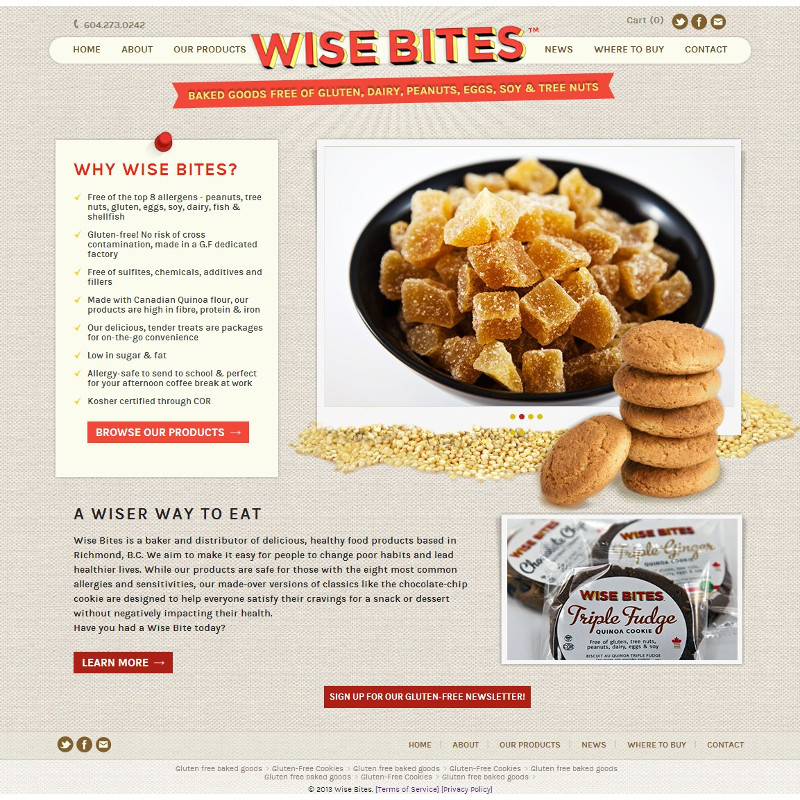 604.273.0242
Cart (0)
HOME ABOUT OUR PRODUCTS WISE BITES™ NEWS WHERE TO BUY CONTACT
BAKED GOODS FREE OF GLUTEN, DAIRY, PEANUTS, EGGS, SOY & TREE NUTS
WHY WISE BITES?
Free of the top 8 allergens - peanuts, tree
nuts, gluten, eggs, soy, dairy, fish &
shellfish
Gluten-free! No risk of cross
contamination, made in a G.F dedicated
factory
Free of sulfites, chemicals, additives and
fillers
Made with Canadian Quinoa flour, our
products are high in fibre, protein & iron
Our delicious, tender treats are packages
for on-the-go convenience
Low in sugar & fat
Allergy-safe to send to school & perfect
for your afternoon coffee break at work
Kosher certified through COR
BROWSE OUR PRODUCTS →
A WISER WAY TO EAT
Wise Bites is a baker and distributor of delicious, healthy food products based in
Richmond, B.C. We aim to make it easy for people to change poor habits and lead
healthier lives. While our products are safe for those with the eight most common
allergies and sensitivities, our made-over versions of classics like the chocolate-chip
cookie are designed to help everyone satisfy their cravings for a snack or dessert
without negatively impacting their health.
Have you had a Wise Bite today?
LEARN MORE →
WISE BITES
Chocolate Chip
WISE BITES
Triple Ginger
QUINOA COOKIE
WISE BITES
Triple Fudge
QUINOA COOKIE
Free of gluten, tree nuts,
peanuts, dairy, eggs & soy
BISCUIT AU QUINOA TRIPLE FUDGE
SIGN UP FOR OUR GLUTEN-FREE NEWSLETTER!
HOME ABOUT OUR PRODUCTS NEWS WHERE TO BUY CONTACT
Gluten free baked goods > Gluten-Free Cookies > Gluten free baked goods > Gluten-Free Cookies > Gluten free baked goods
Gluten free baked goods > Gluten-Free Cookies > Gluten free baked goods >
© 2013 Wise Bites. [Terms of Service] [Privacy Policy]